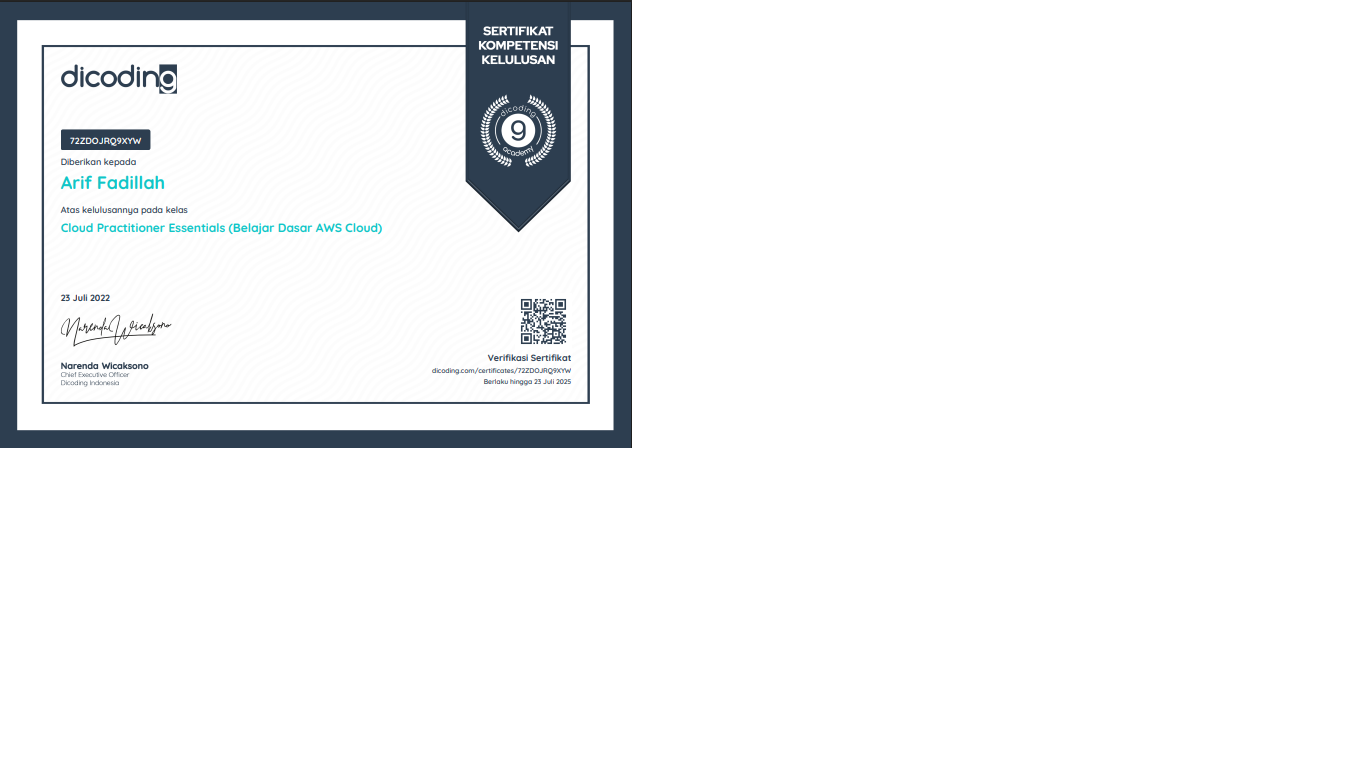 SERTIFIKAT
KOMPETENSI
KELULUSAN
dicoding
dicoding
g
academy
72ZDOJRQ9XYW
Diberikan kepada
Arif Fadillah
Atas kelulusannya pada kelas
Cloud Practitioner Essentials (Belajar Dasar AWS Cloud)
23 Juli 2022
Narenda Wicaksono
Narenda Wicaksono
Chief Executive Officer
Dicoding Indonesia
Verifikasi Sertifikat
dicoding.com/certificates/72ZDOJRQ9XYW
Berlaku hingga 23 Juli 2025